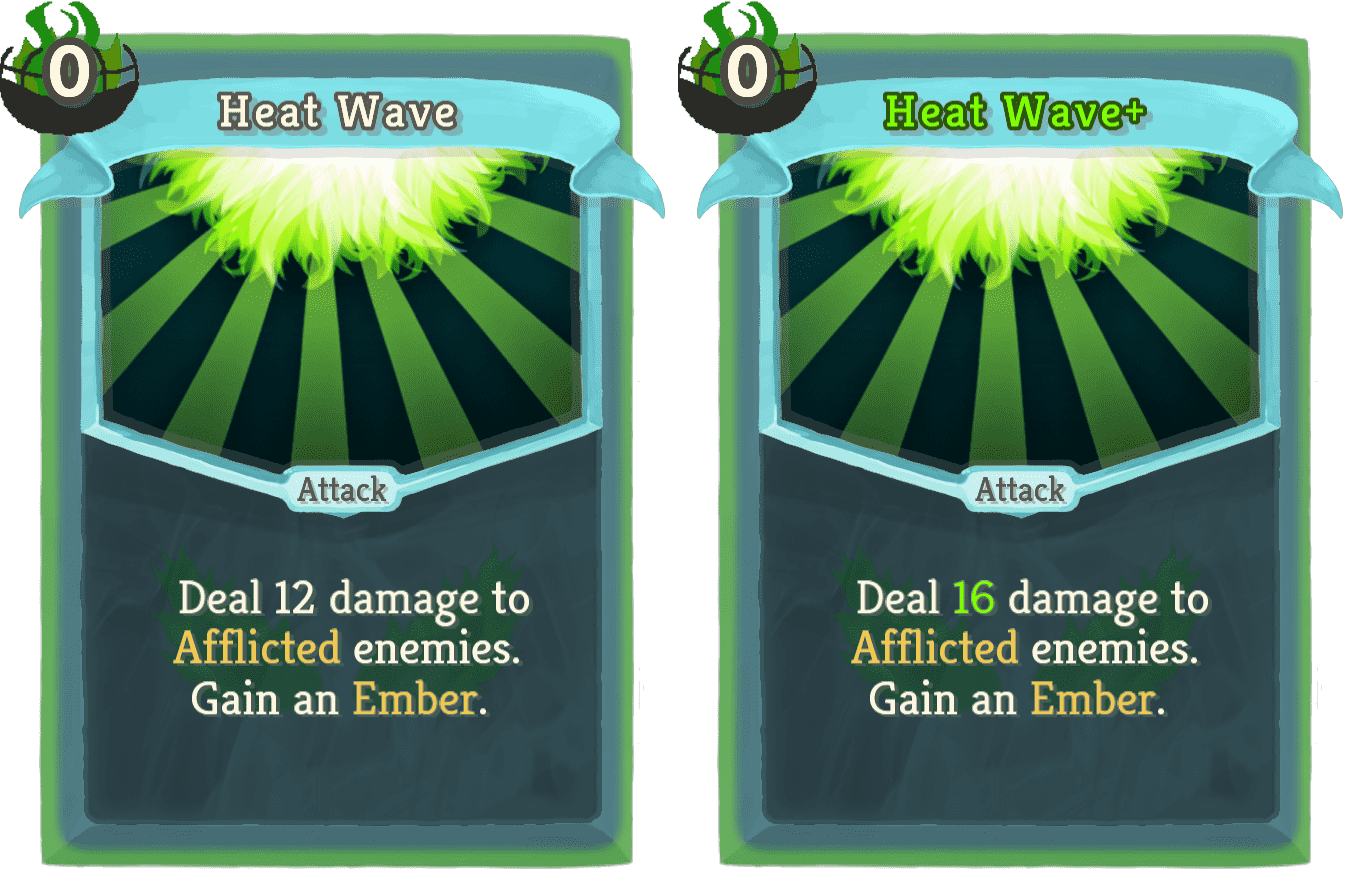 0
Heat Wave
Attack
Deal 12 damage to
Afflicted enemies.
Gain an Ember.
0
Heat Wave+
Attack
Deal 16 damage to
Afflicted enemies.
Gain an Ember.